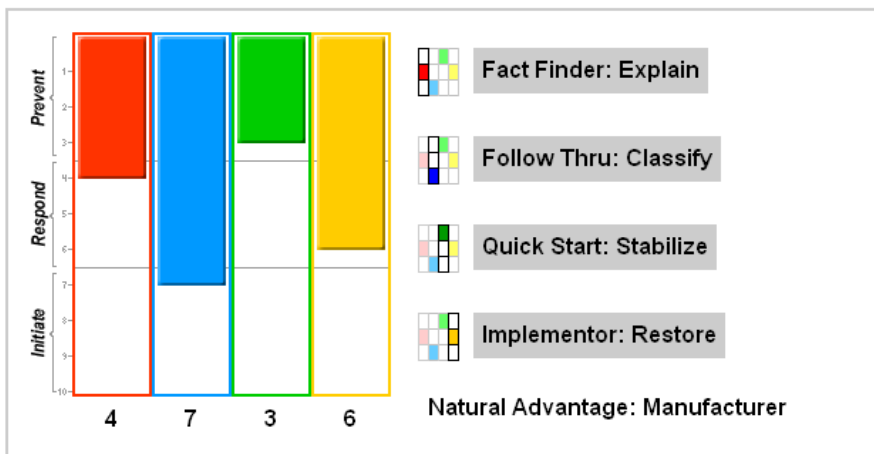 Prevent
Respond
Initiate
1
2
3
4
5
6
7
8
9
10
4 7 3 6
Fact Finder: Explain
Follow Thru: Classify
Quick Start: Stabilize
Implementor: Restore
Natural Advantage: Manufacturer